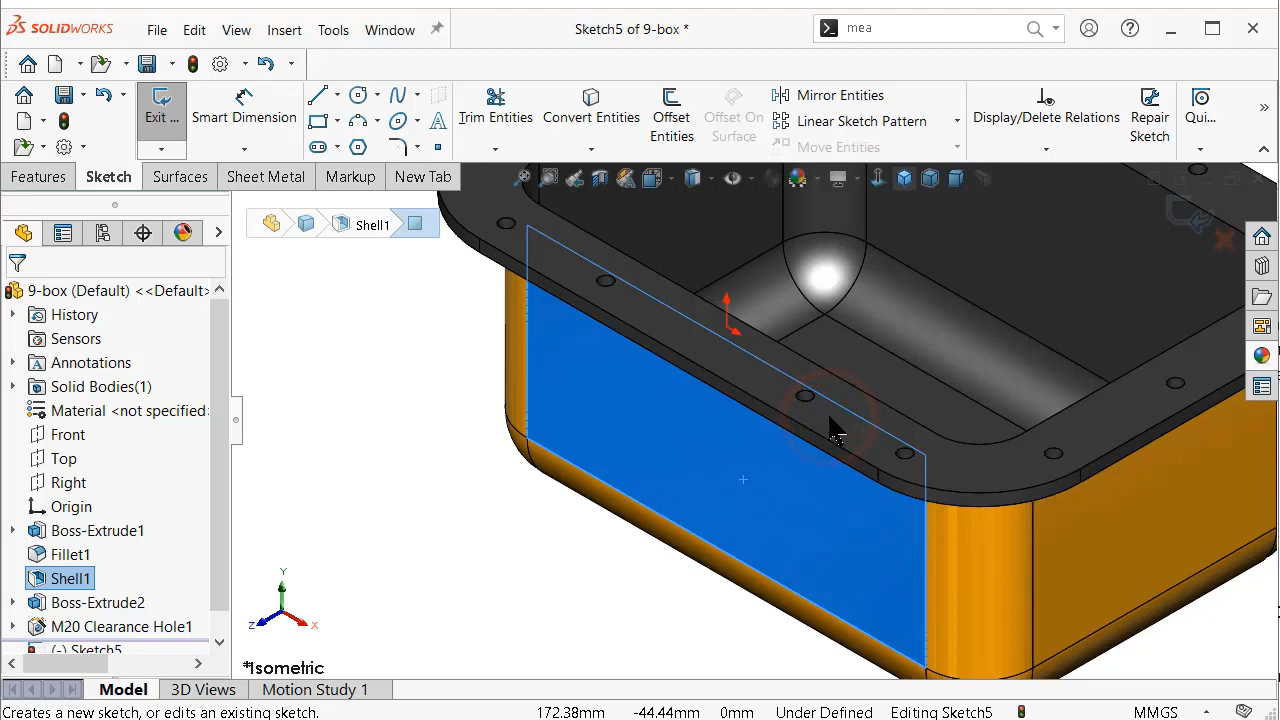 SOLIDWORKS
File
Edit
View
Insert
Tools
Window
Sketch5 of 9-box *
mea
Exit ...
Smart Dimension
Trim Entities
Convert Entities
Offset
Entities
Offset On
Surface
Mirror Entities
Linear Sketch Pattern
Move Entities
Display/Delete Relations
Repair
Sketch
Qui...
Features
Sketch
Surfaces
Sheet Metal
Markup
New Tab
Shell1
9-box (Default) <<Default>
History
Sensors
Annotations
Solid Bodies(1)
Material <not specified>
Front
Top
Right
Origin
Boss-Extrude1
Fillet1
Shell1
Boss-Extrude2
M20 Clearance Hole1
(-) Sketch5
Y
Z
X
*Isometric
Model
3D Views
Motion Study 1
Creates a new sketch, or edits an existing sketch.
172.38mm
-44.44mm
0mm
Under Defined
Editing Sketch5
MMGS